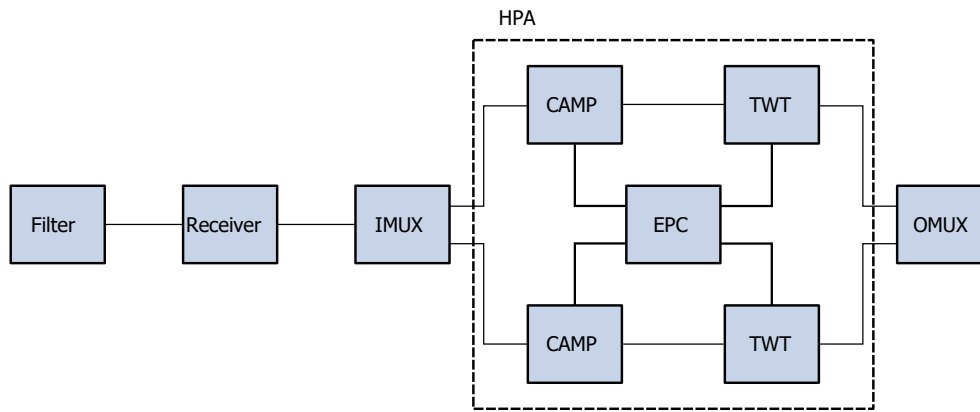 HPA
CAMP
TWT
Filter
Receiver
IMUX
EPC
OMUX
CAMP
TWT